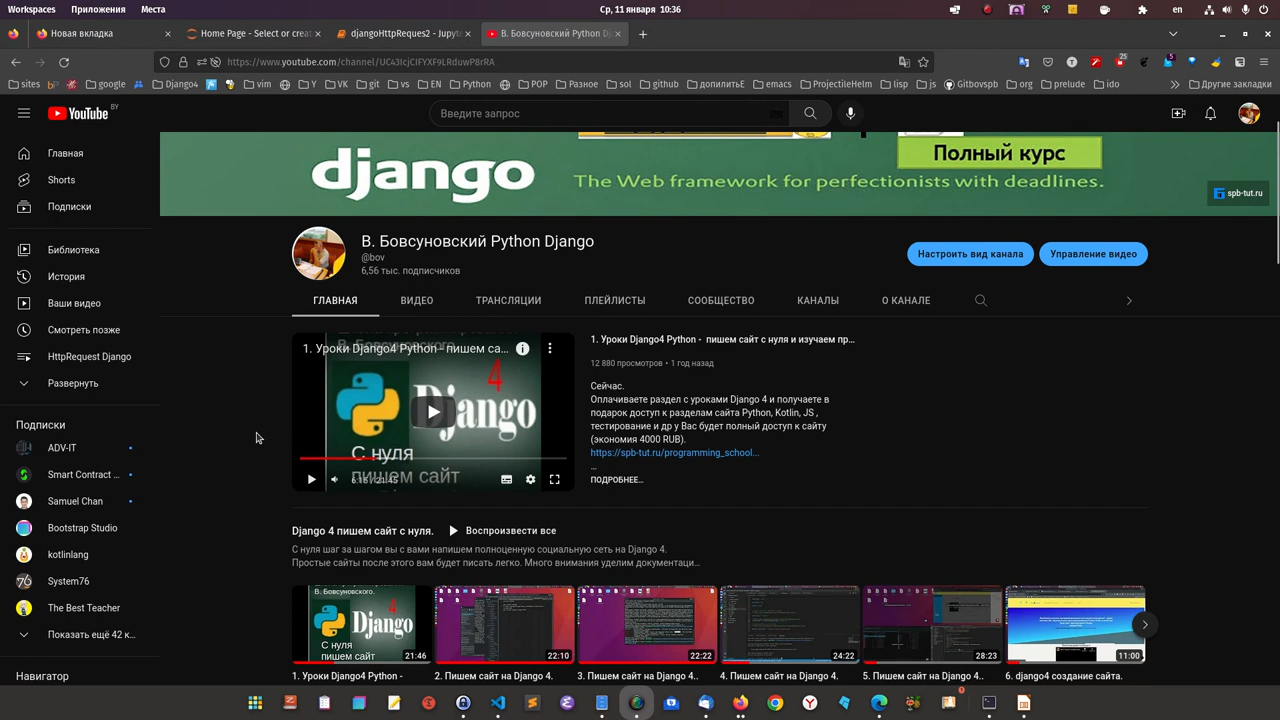 Workspaces Приложения Места Ср, 11 января 10:36 en
Новая вкладка
Home Page - Select or creat
djangoHttpReques2 - Jupyte
В. Бовсуновский Python Dj
https://www.youtube.com/channel/UC43IcjCIFYXF9LRduwP8rRA
sites bg google Django4 js vim Y VK git vs EN Python POP Разное sol github допилитьЕ emacs ProjectileHelm lisp js Gitbovspb org prelude ido Другие закладки
YouTube BY
Введите запрос
Главная
Shorts
Подписки
Библиотека
История
Ваши видео
Смотреть позже
HttpRequest Django
Развернуть
Подписки
ADV-IT
Smart Contract ...
Samuel Chan
Bootstrap Studio
kotlinlang
System76
The Best Teacher
Показать ещё 42 к...
Навигатор
django
Полный курс
The Web framework for perfectionists with deadlines.
spb-tut.ru
В. Бовсуновский Python Django
@bov
6,56 тыс. подписчиков
Настроить вид канала
Управление видео
ГЛАВНАЯ ВИДЕО ТРАНСЛЯЦИИ ПЛЕЙЛИСТЫ СООБЩЕСТВО КАНАЛЫ О КАНАЛЕ
1. Уроки Django4 Python - пишем са...
4
Django
С нуля
пишем сайт
1. Уроки Django4 Python - пишем сайт с нуля и изучаем пр...
12 880 просмотров • 1 год назад
Сейчас.
Оплачиваете раздел с уроками Django 4 и получаете в
подарок доступ к разделам сайта Python, Kotlin, JS ,
тестирование и др у Вас будет полный доступ к сайту
(экономия 4000 RUB).
https://spb-tut.ru/programming_school...
...
ПОДРОБНЕЕ...
Django 4 пишем сайт с нуля.
Воспроизвести все
С нуля шаг за шагом вы с вами напишем полноценную социальную сеть на Django 4.
Простые сайты после этого вам будет писать легко. Много внимания уделим документаци...
Бовсуновского.
4
Django
С нуля
пишем сайт
21:46
22:10
22:22
24:22
28:23
11:00
1. Уроки Django4 Python -
2. Пишем сайт на Django 4.
3. Пишем сайт на Django 4..
4. Пишем сайт на Django 4.
5. Пишем сайт на Django 4..
6. django4 создание сайта.